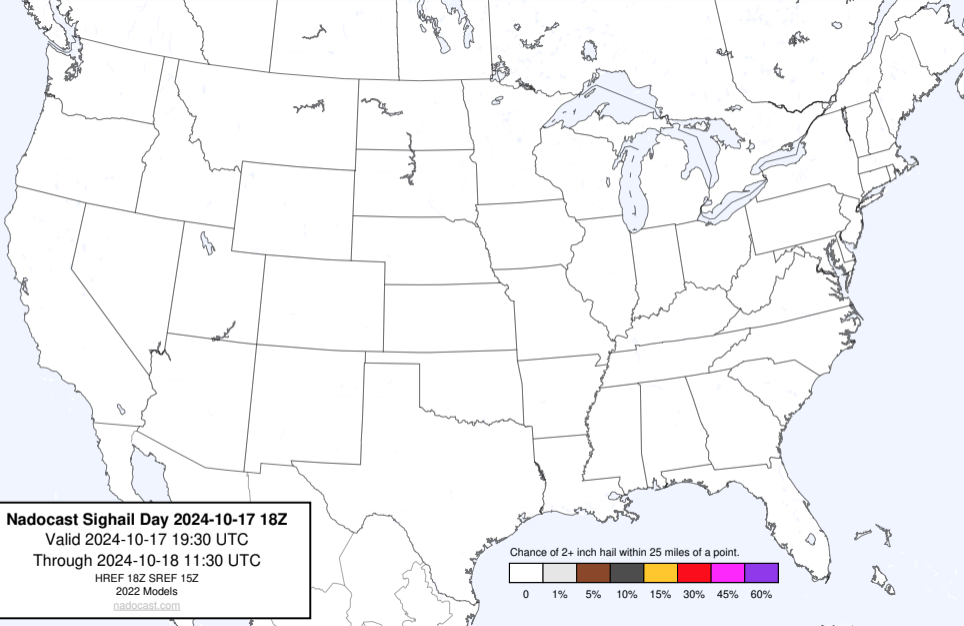 Nadocast Sighail Day 2024-10-17 18Z
Valid 2024-10-17 19:30 UTC
Through 2024-10-18 11:30 UTC
HREF 18Z SREF 15Z
2022 Models
nadocast.com
Chance of 2+ inch hail within 25 miles of a point.
0 1% 5% 10% 15% 30% 45% 60%